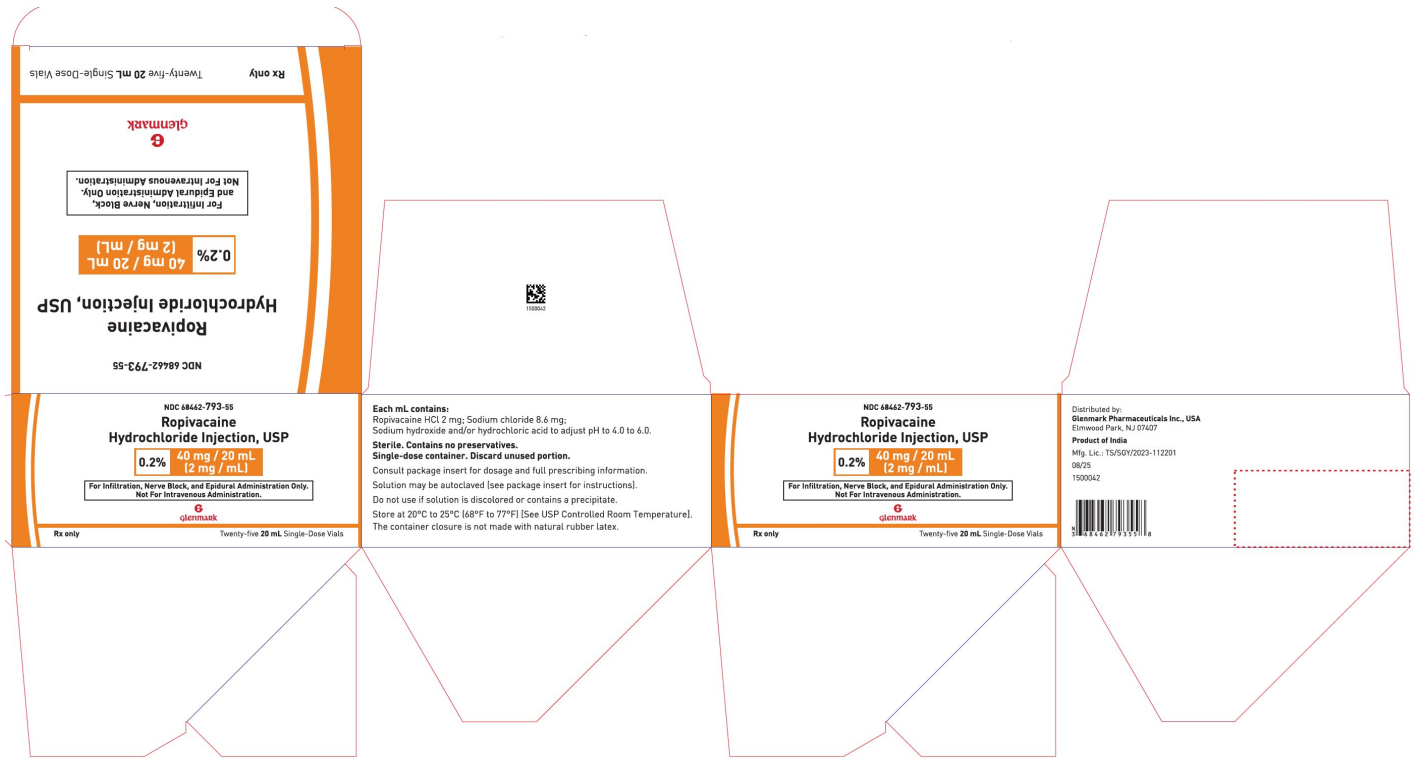 Rx only
Twenty-five 20 mL Single-Dose Vials
Glenmark
For Infiltration, Nerve Block,
and Epidural Administration Only.
Not For Intravenous Administration.
0.2%
40 mg / 20 mL
(2 mg / mL)
Ropivacaine
Hydrochloride Injection, USP
NDC 68462-793-55
1500042
NDC 68462-793-55
Ropivacaine
Hydrochloride Injection, USP
0.2%
40 mg / 20 mL
(2 mg / mL)
For Infiltration, Nerve Block, and Epidural Administration Only.
Not For Intravenous Administration.
Glenmark
Rx only
Twenty-five 20 mL Single-Dose Vials
Each mL contains:
Ropivacaine HCl 2 mg; Sodium chloride 8.6 mg;
Sodium hydroxide and/or hydrochloric acid to adjust pH to 4.0 to 6.0.
Sterile. Contains no preservatives.
Single-dose container. Discard unused portion.
Consult package insert for dosage and full prescribing information.
Solution may be autoclaved (see package insert for instructions).
Do not use if solution is discolored or contains a precipitate.
Store at 20°C to 25°C (68°F to 77°F) [See USP Controlled Room Temperature].
The container closure is not made with natural rubber latex.
NDC 68462-793-55
Ropivacaine
Hydrochloride Injection, USP
0.2%
40 mg / 20 mL
(2 mg / mL)
For Infiltration, Nerve Block, and Epidural Administration Only.
Not For Intravenous Administration.
Glenmark
Rx only
Twenty-five 20 mL Single-Dose Vials
Distributed by:
Glenmark Pharmaceuticals Inc., USA
Elmwood Park, NJ 07407
Product of India
Mfg. Lic.: TS/SGY/2023-112201
08/25
1500042
N
3 68462 79355 8